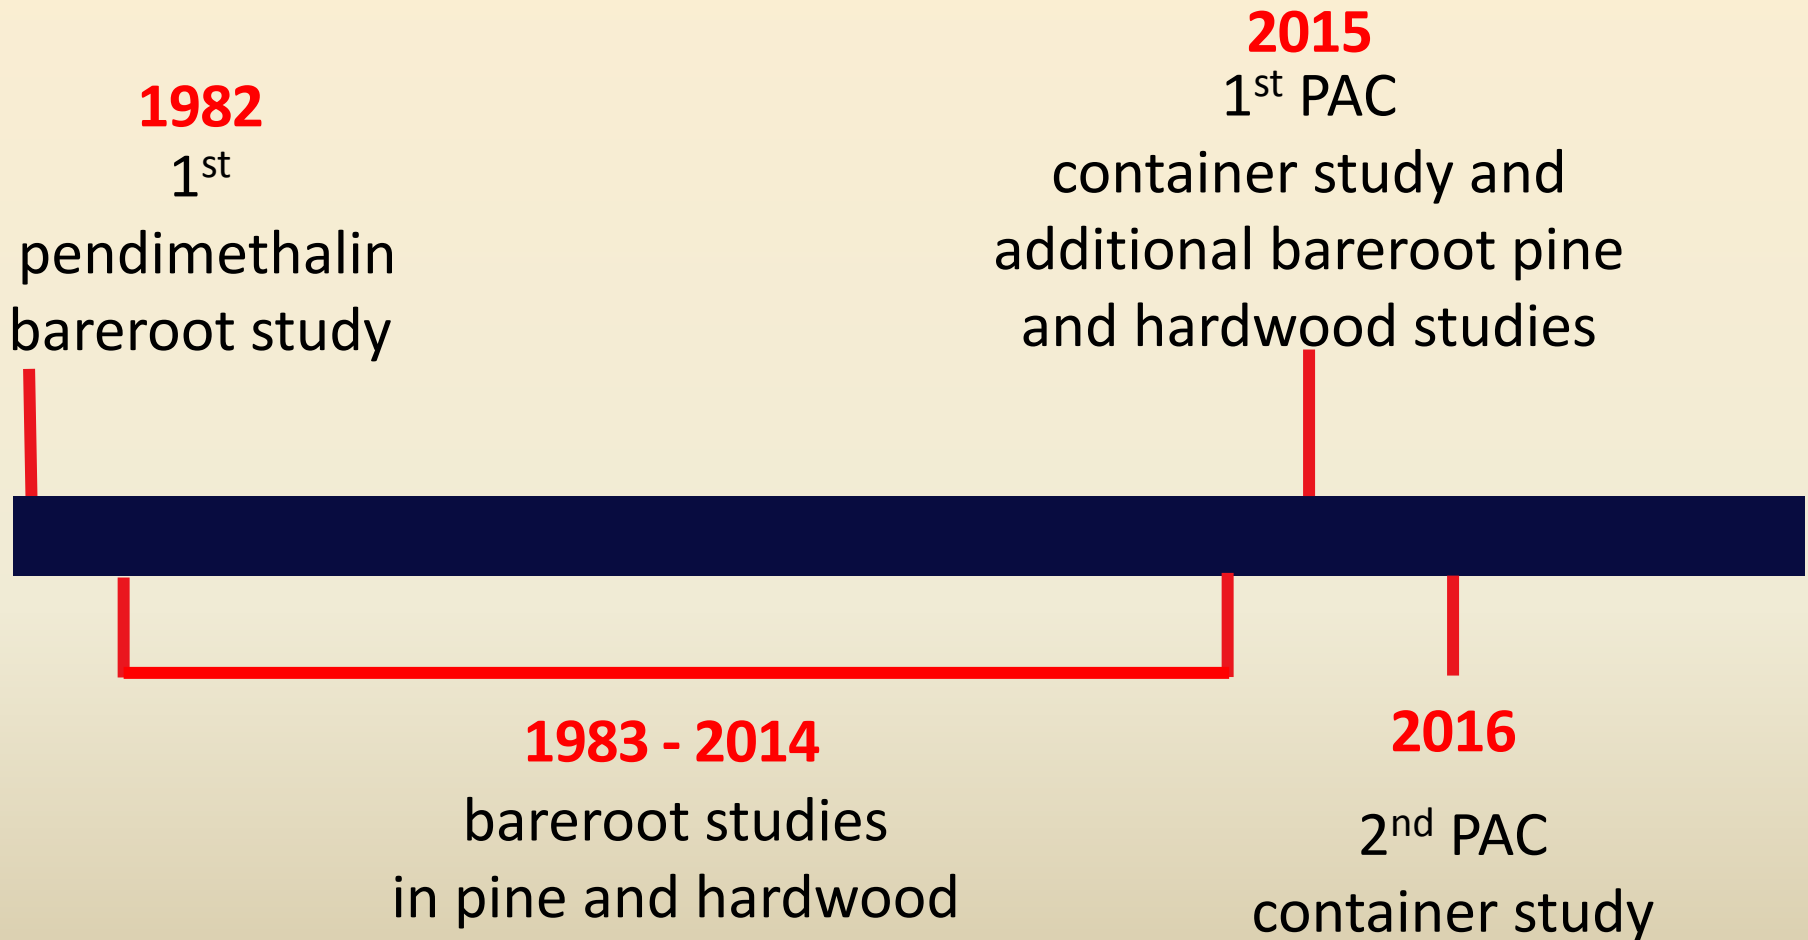 1982
1st
pendimethalin
bareroot study
2015
1st PAC
container study and
additional bareroot pine
and hardwood studies
1983 - 2014
bareroot studies
in pine and hardwood
2016
2nd PAC
container study